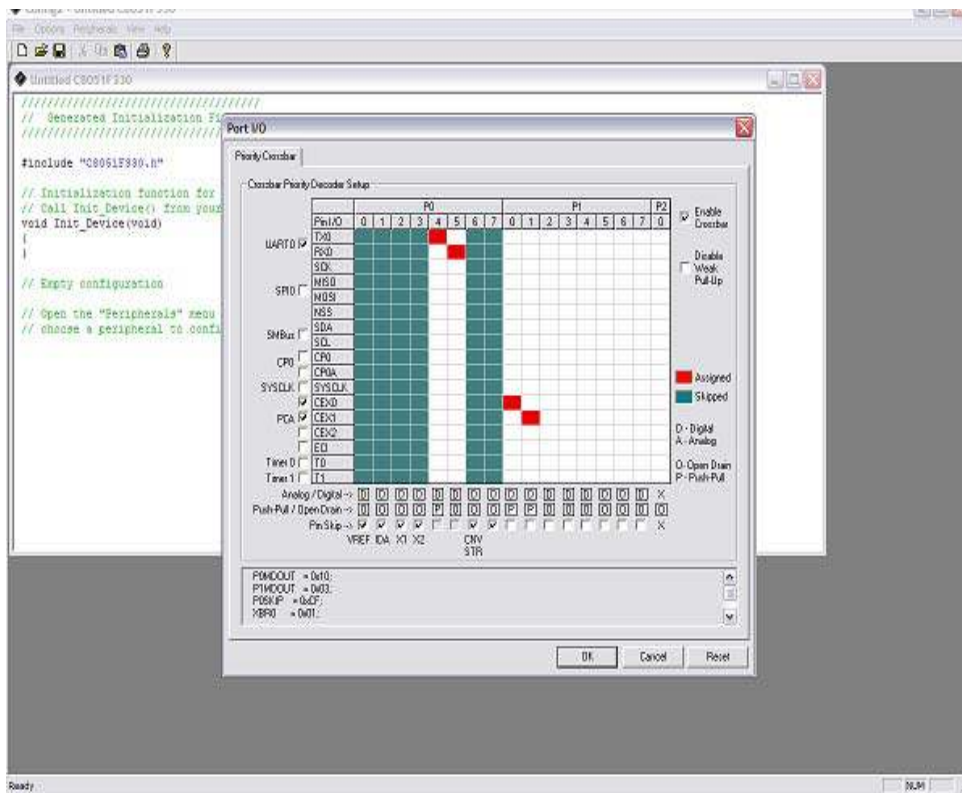 File Options Peripherals View Help
Untitled C8051F330
////////////////////////////////////////
// Generated Initialization Fi
#include "C8051F330.h"
// Initialization function for
// Call Init_Device() from your
void Init_Device(void)
{
}
// Empty configuration
// Open the "Peripherals" menu
// choose a peripheral to confi
Port I/O
Priority Crossbar
Crossbar Priority Decoder Setup
P0 P1 P2
Pin I/O 0 1 2 3 4 5 6 7 0 1 2 3 4 5 6 7 0
Enable Crossbar
Disable Weak Pull-Up
UART0 TX0
RX0
SCK
SPI0 MISO
MOSI
NSS
SMBus SDA
SCL
CP0 CP0
CP0A
SYSCLK SYSCLK
CEX0
PCA CEX1
CEX2
ECI
Timer 0 T0
Timer 1 T1
Assigned
Skipped
D - Digital
A - Analog
O- Open Drain
P - Push-Pull
Analog / Digital ->
X
Push-Pull / Open Drain ->
Pin Skip -> X
VREF IDA X1 X2 CNV STR
P0MDOUT = 0x10;
P1MDOUT = 0x03;
P0SKIP = 0xCF;
XBR0 = 0x01;
OK Cancel Reset
Ready NUM